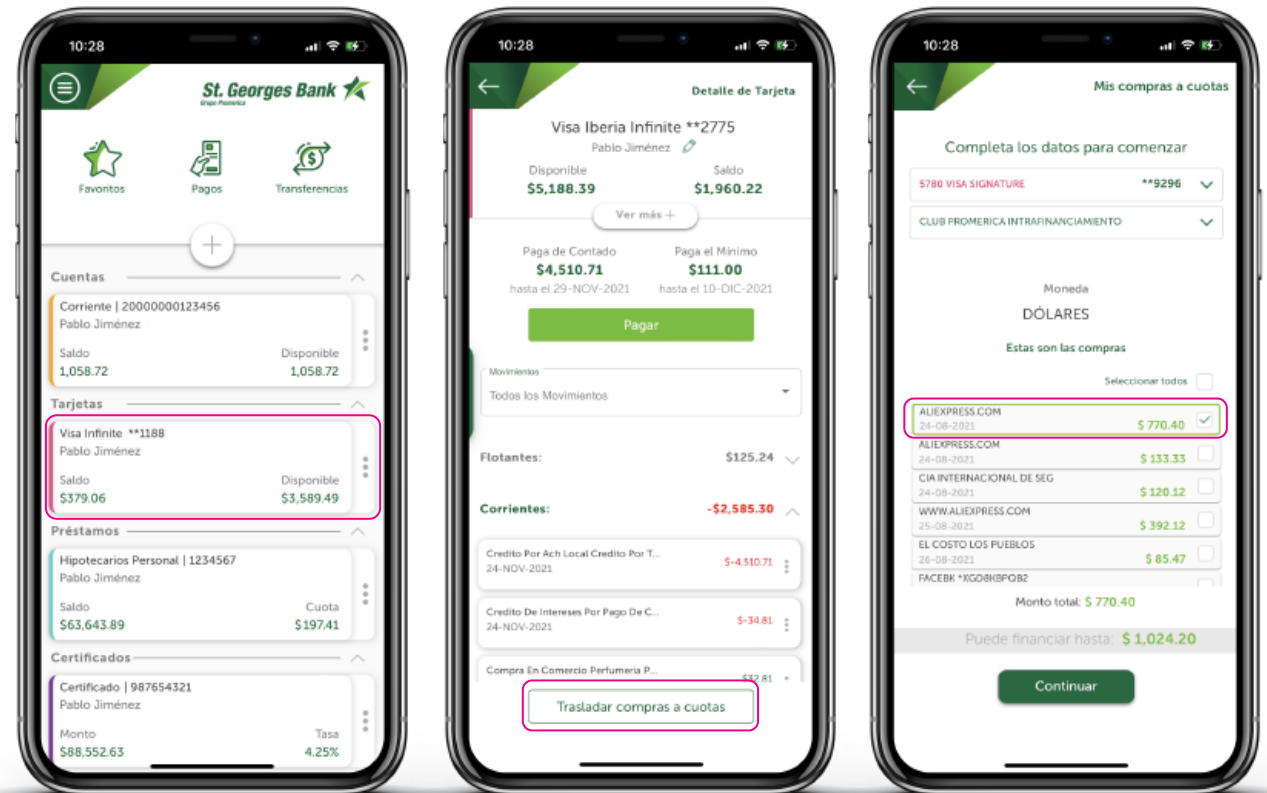 10:28
St. Georges Bank
Grupo Promerica
Favoritos
Pagos
Transferencias
Cuentas
Corriente | 20000000123456
Pablo Jiménez
Saldo Disponible
1,058.72 1,058.72
Tarjetas
Visa Infinite **1188
Pablo Jiménez
Saldo Disponible
$379.06 $3,589.49
Préstamos
Hipotecarios Personal | 1234567
Pablo Jiménez
Saldo Cuota
$63,643.89 $197.41
Certificados
Certificado | 987654321
Pablo Jiménez
Monto Tasa
$88,552.63 4.25%
10:28
Detalle de Tarjeta
Visa Iberia Infinite **2775
Pablo Jiménez
Disponible Saldo
$5,188.39 $1,960.22
Ver más +
Paga de Contado Paga el Mínimo
$4,510.71 $111.00
hasta el 29-NOV-2021 hasta el 10-DIC-2021
Pagar
Movimientos
Todos los Movimientos
Flotantes: $125.24
Corrientes: -$2,585.30
Credito Por Ach Local Credito Por T...
24-NOV-2021 $-4,510.71
Credito De Intereses Por Pago De C...
24-NOV-2021 $-34.81
Compra En Comercio Perfumeria P...
$32.81
Trasladar compras a cuotas
10:28
Mis compras a cuotas
Completa los datos para comenzar
5780 VISA SIGNATURE **9296
CLUB PROMERICA INTRAFINANCIAMIENTO
Moneda
DÓLARES
Estas son las compras
Seleccionar todos
ALIEXPRESS.COM
24-08-2021 $ 770.40
ALIEXPRESS.COM
24-08-2021 $ 133.33
CIA INTERNACIONAL DE SEG
24-08-2021 $ 120.12
WWW.ALIEXPRESS.COM
25-08-2021 $ 392.12
EL COSTO LOS PUEBLOS
26-08-2021 $ 85.47
FACEBK *XGD8KBPQB2
Monto total: $ 770.40
Puede financiar hasta: $ 1,024.20
Continuar